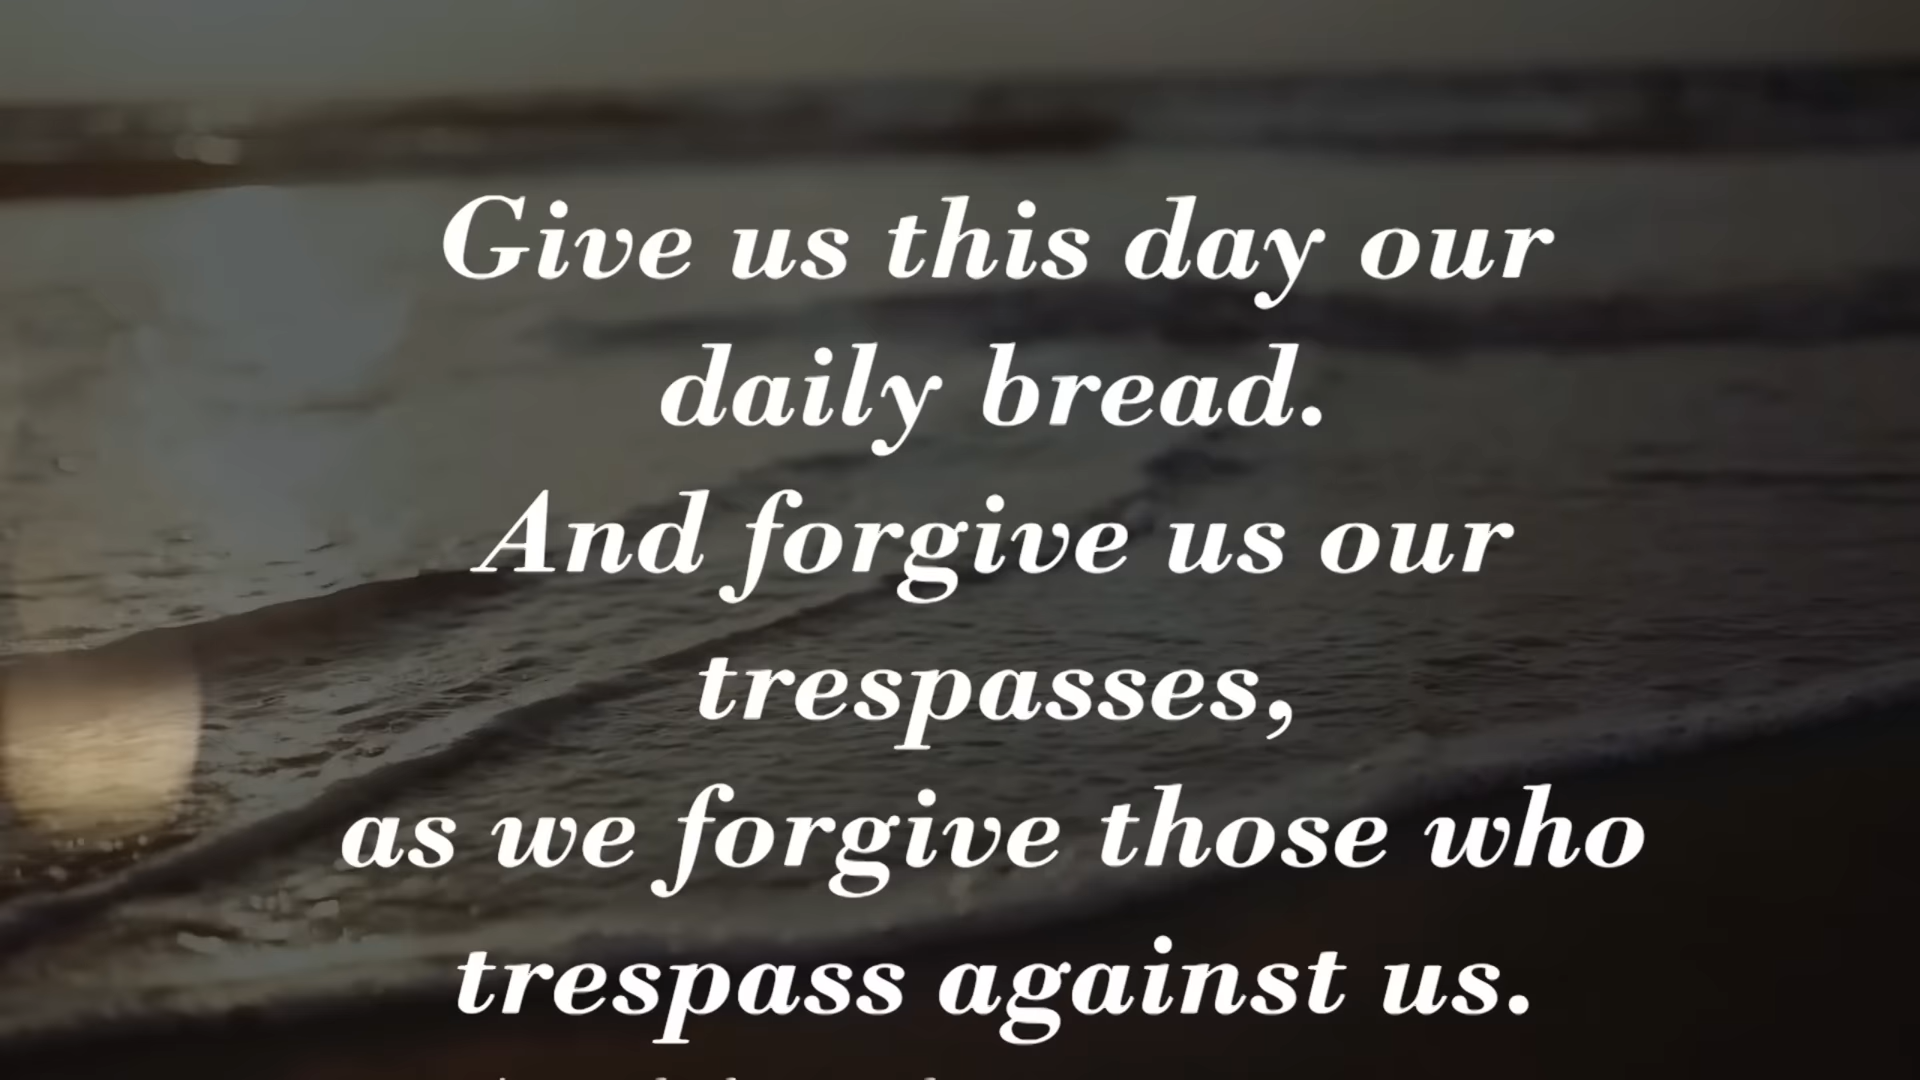 Give us this day our
daily bread.
And forgive us our
trespasses,
as we forgive those who
trespass against us.